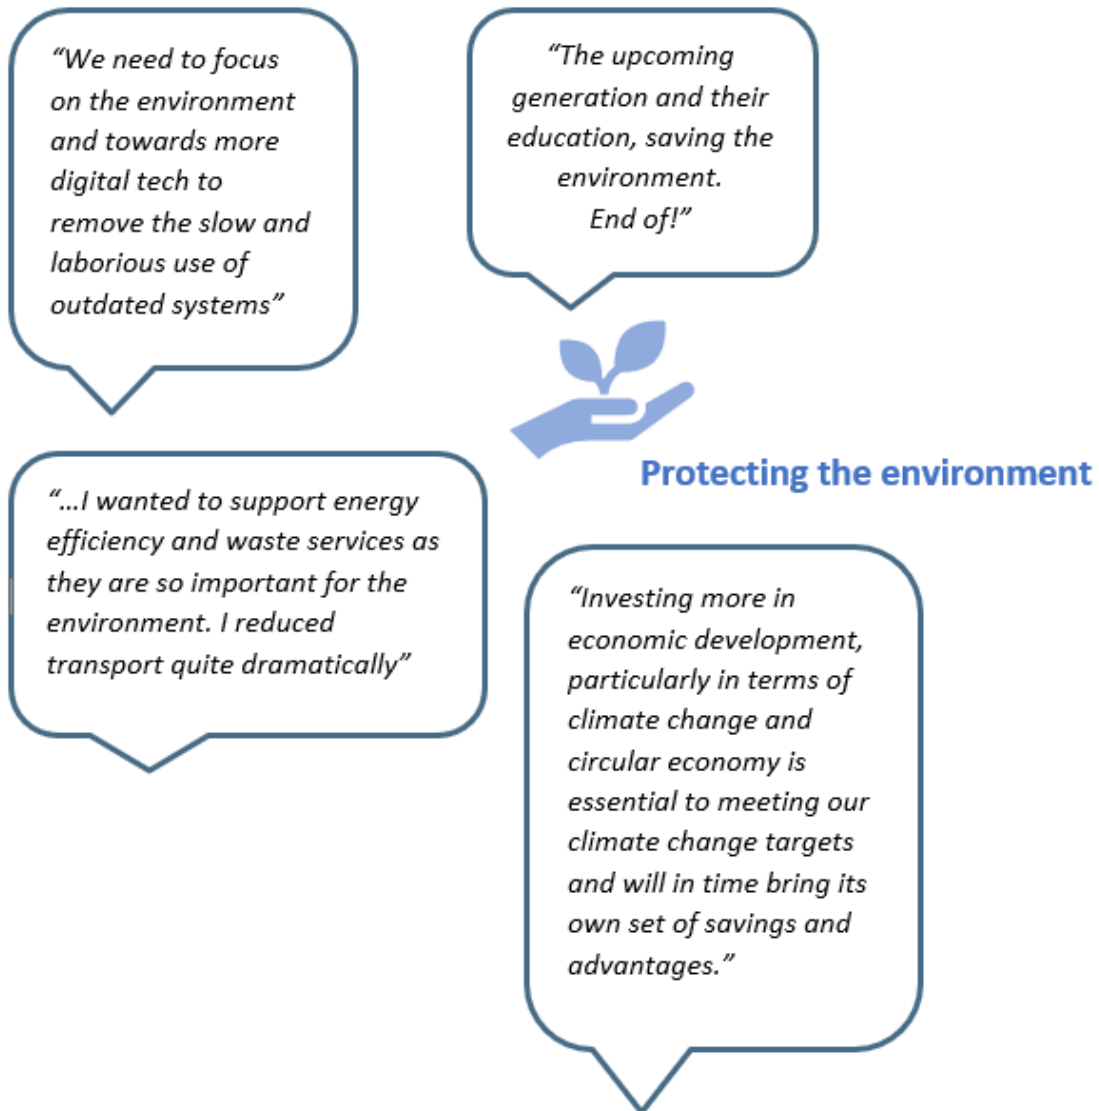 “We need to focus
on the environment
and towards more
digital tech to
remove the slow and
laborious use of
outdated systems”
“The upcoming
generation and their
education, saving the
environment.
End of!”
Protecting the environment
“…I wanted to support energy
efficiency and waste services as
they are so important for the
environment. I reduced
transport quite dramatically”
“Investing more in
economic development,
particularly in terms of
climate change and
circular economy is
essential to meeting our
climate change targets
and will in time bring its
own set of savings and
advantages.”